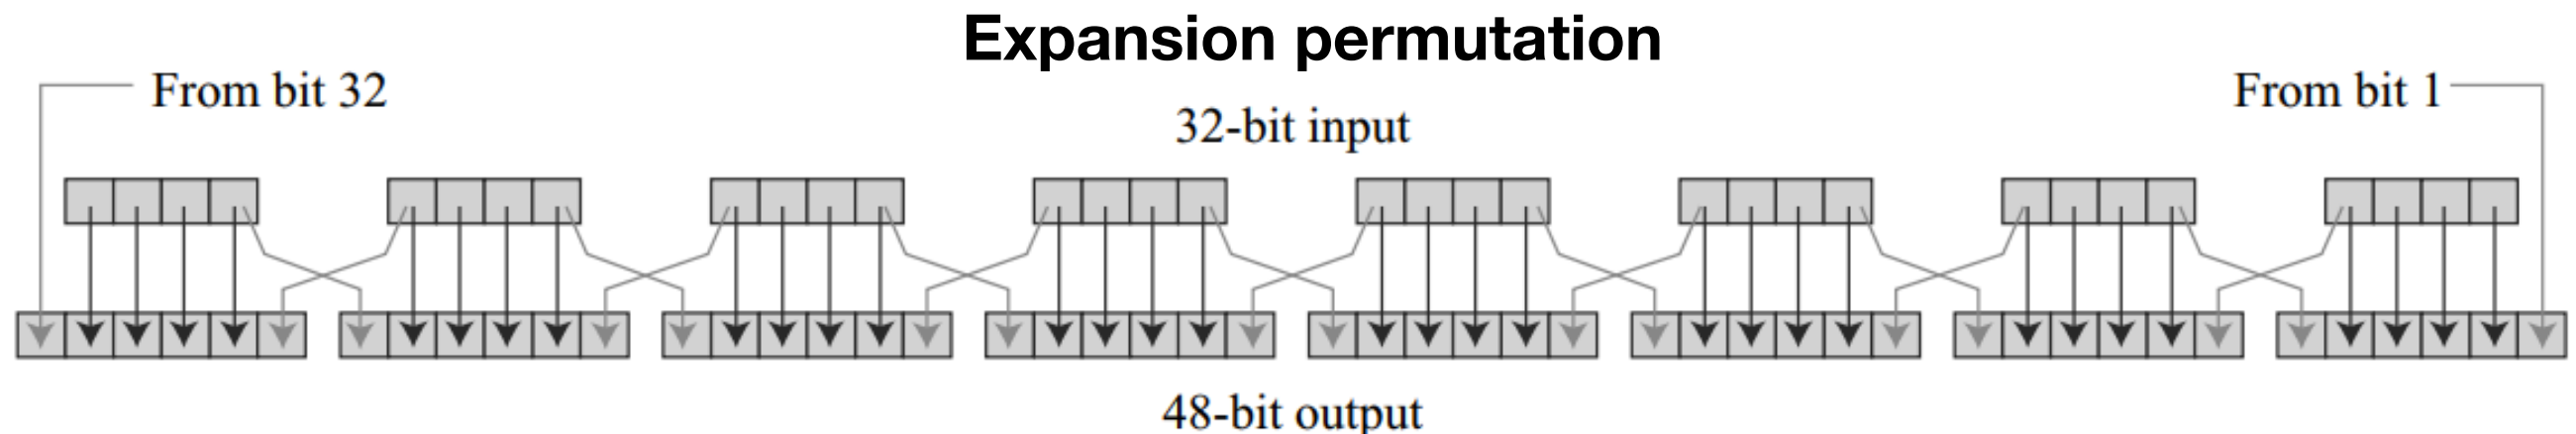 Expansion permutation
From bit 32
From bit 1
32-bit input
48-bit output